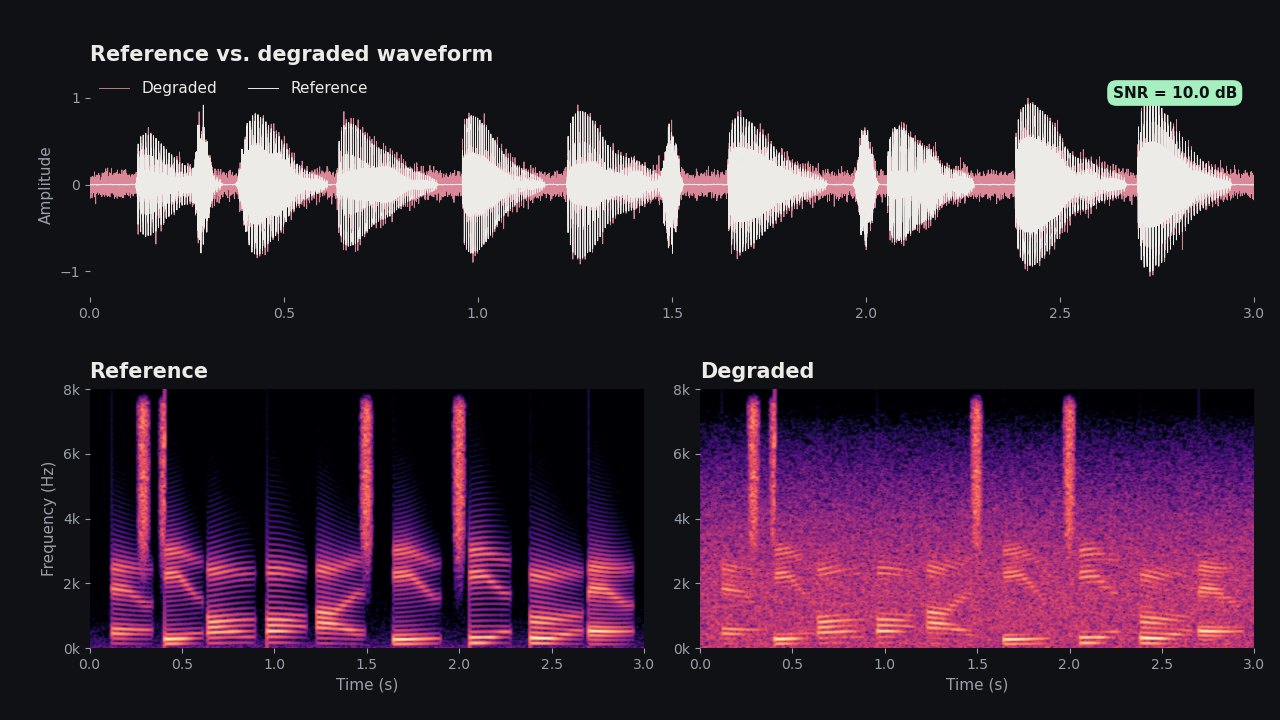 Reference vs. degraded waveform
Degraded Reference
SNR = 10.0 dB
1
0
−1
Amplitude
0.0 0.5 1.0 1.5 2.0 2.5 3.0
Reference
8k
6k
4k
2k
0k
Frequency (Hz)
0.0 0.5 1.0 1.5 2.0 2.5 3.0
Time (s)
Degraded
8k
6k
4k
2k
0k
0.0 0.5 1.0 1.5 2.0 2.5 3.0
Time (s)